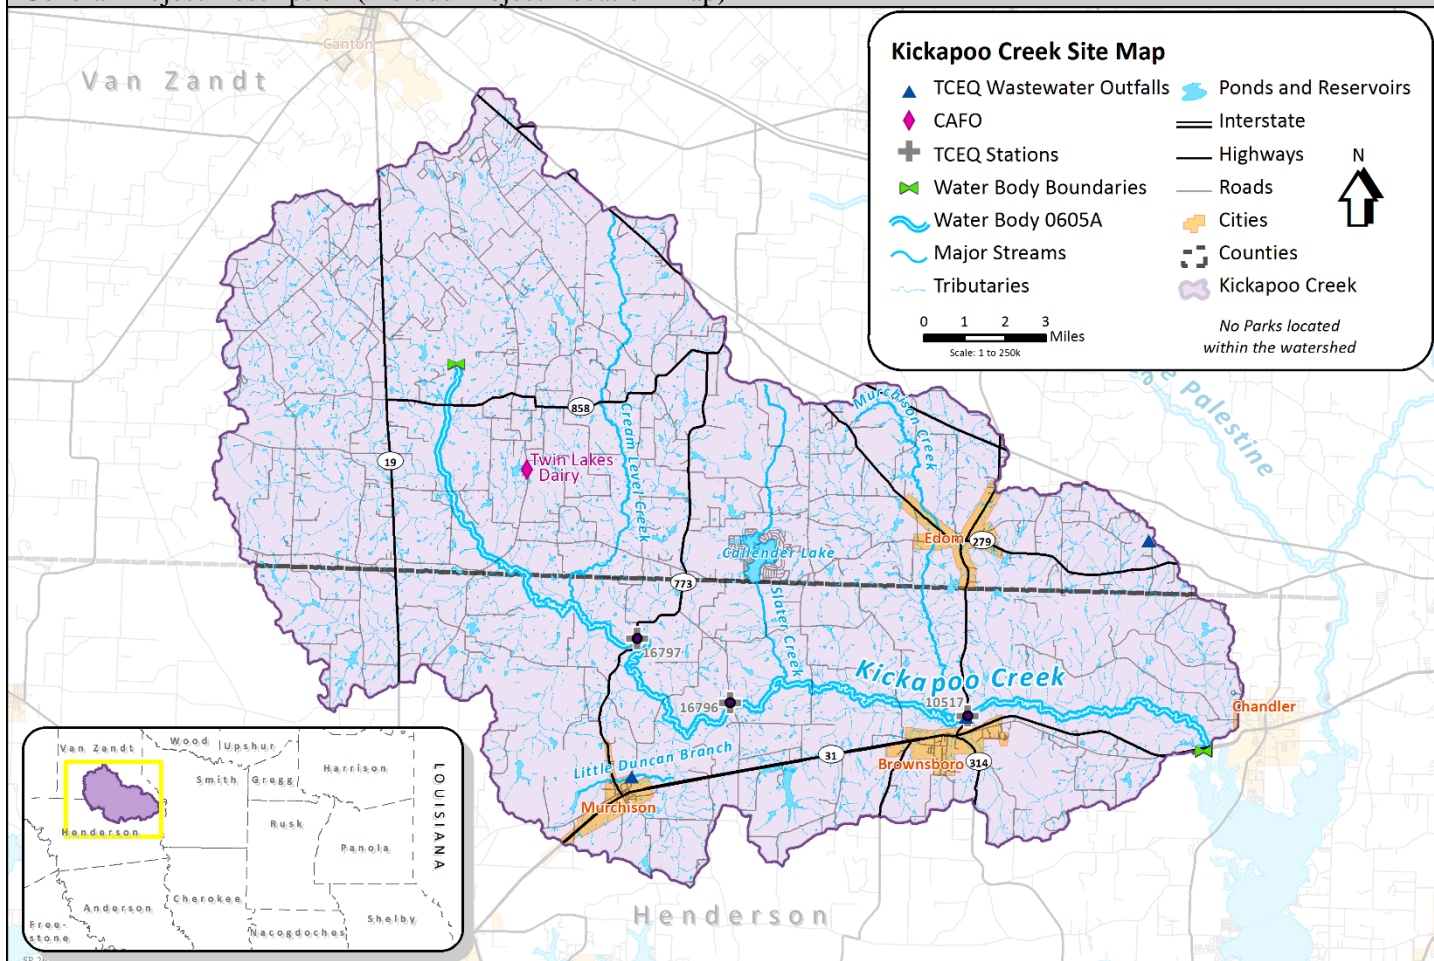 Canton
Van Zandt
Kickapoo Creek Site Map
TCEQ Wastewater Outfalls
CAFO
TCEQ Stations
Water Body Boundaries
Water Body 0605A
Major Streams
Tributaries
Ponds and Reservoirs
Interstate
Highways
Roads
Cities
Counties
Kickapoo Creek
N
0 1 2 3
Miles
Scale: 1 to 250k
No Parks located
within the watershed
Palestine
Murchison Creek
858
Cream Level Creek
19
Twin Lakes
Dairy
Edom
279
Callender Lake
773
Slater Creek
16797
Kickapoo Creek
16796
10517
Chandler
Little Duncan Branch
31
Brownsboro
314
Murchison
Henderson
Van Zandt
Wood
Upshur
Smith
Gregg
Harrison
LOUISIANA
Henderson
Rusk
Panola
Anderson
Cherokee
Shelby
Free-
stone
Nacogdoches